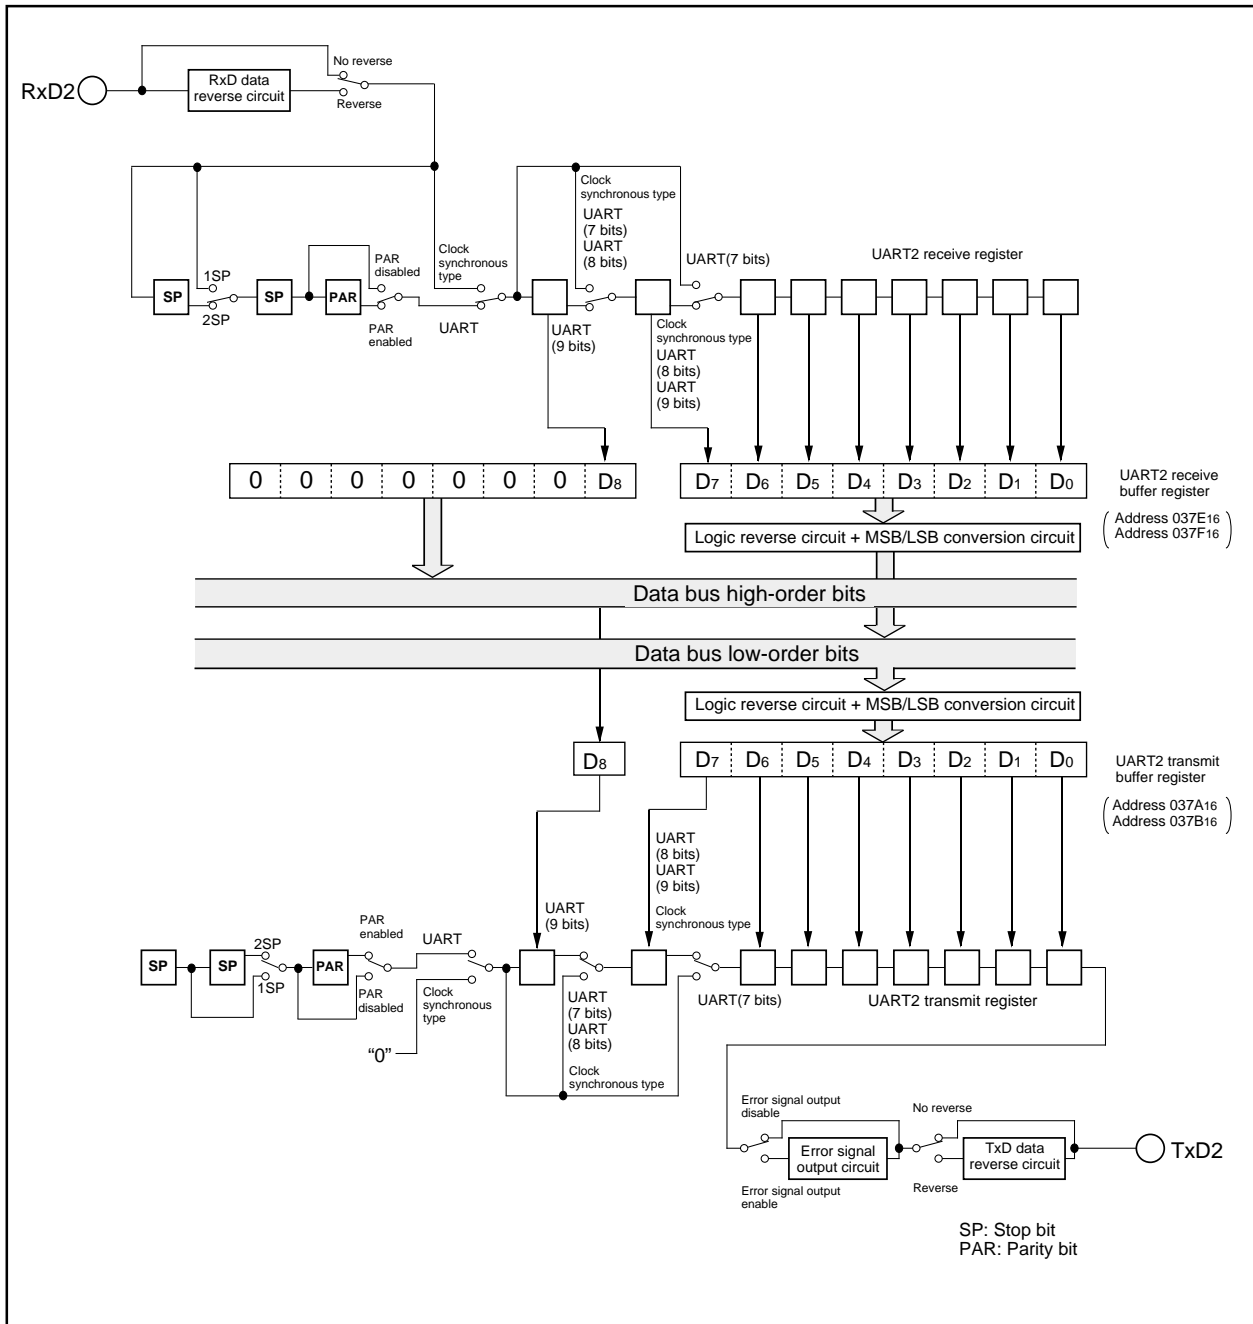 No reverse
RxD2
RxD data
reverse circuit
Reverse
Clock
synchronous type
UART
(7 bits)
UART
(8 bits)
PAR
disabled
Clock
synchronous
type
UART(7 bits)
UART2 receive register
1SP
SP
SP
PAR
2SP
PAR
enabled
UART
UART
(9 bits)
Clock
synchronous type
UART
(8 bits)
UART
(9 bits)
0 0 0 0 0 0 0 D8
D7 D6 D5 D4 D3 D2 D1 D0
UART2 receive
buffer register
Address 037E16
Address 037F16
Logic reverse circuit + MSB/LSB conversion circuit
Data bus high-order bits
Data bus low-order bits
Logic reverse circuit + MSB/LSB conversion circuit
D8
D7 D6 D5 D4 D3 D2 D1 D0
UART2 transmit
buffer register
Address 037A16
Address 037B16
UART
(8 bits)
UART
(9 bits)
Clock
synchronous type
UART
(9 bits)
PAR
enabled
UART
2SP
SP
SP
PAR
1SP
PAR
disabled
Clock
synchronous
type
“0”
UART
(7 bits)
UART
(8 bits)
Clock
synchronous type
UART(7 bits)
UART2 transmit register
Error signal output
disable
No reverse
Error signal
output circuit
TxD data
reverse circuit
TxD2
Error signal output
enable
Reverse
SP: Stop bit
PAR: Parity bit